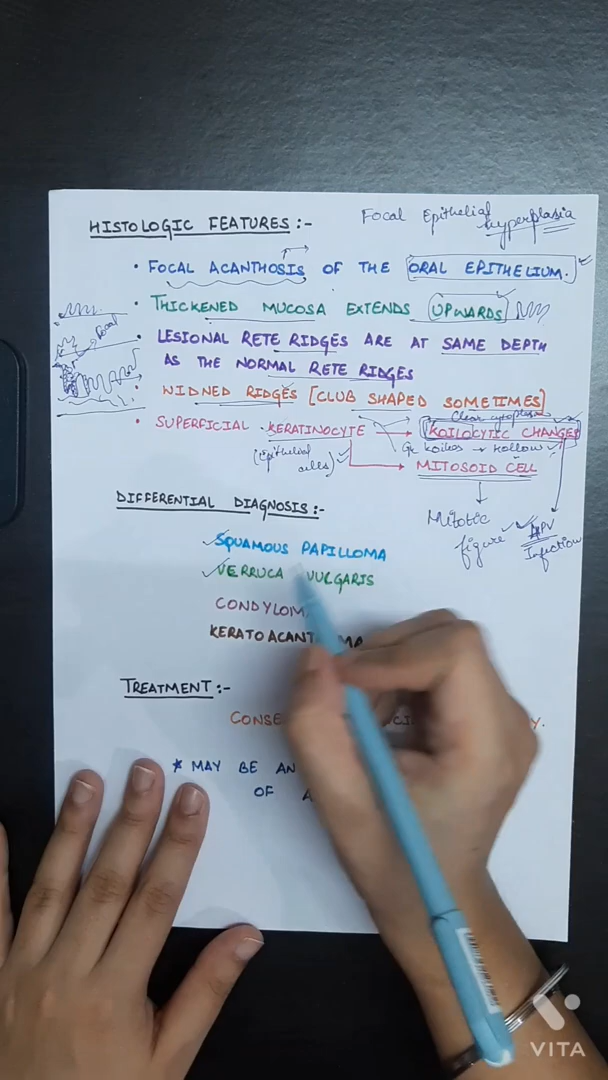 Focal Epithelial
hyperplasia
HISTOLOGIC FEATURES :-
• FOCAL ACANTHOSIS OF THE ORAL EPITHELIUM.
• THICKENED MUCOSA EXTENDS UPWARDS
• LESIONAL RETE RIDGES ARE AT SAME DEPTH
AS THE NORMAL RETE RIDGES
• WIDNED RIDGES [CLUB SHAPED SOMETIMES]
Clear cytoplasm
• SUPERFICIAL KERATINOCYTE → KOILOCYTIC CHANGES
(Epithelial
cells)
Gr koilos → Hollow
MITOSOID CELL
Mitotic
figure
HPV
Infection
DIFFERENTIAL DIAGNOSIS :-
SQUAMOUS PAPILLOMA
VERRUCA VULGARIS
TREATMENT :-
* MAY BE AN
OF
VITA